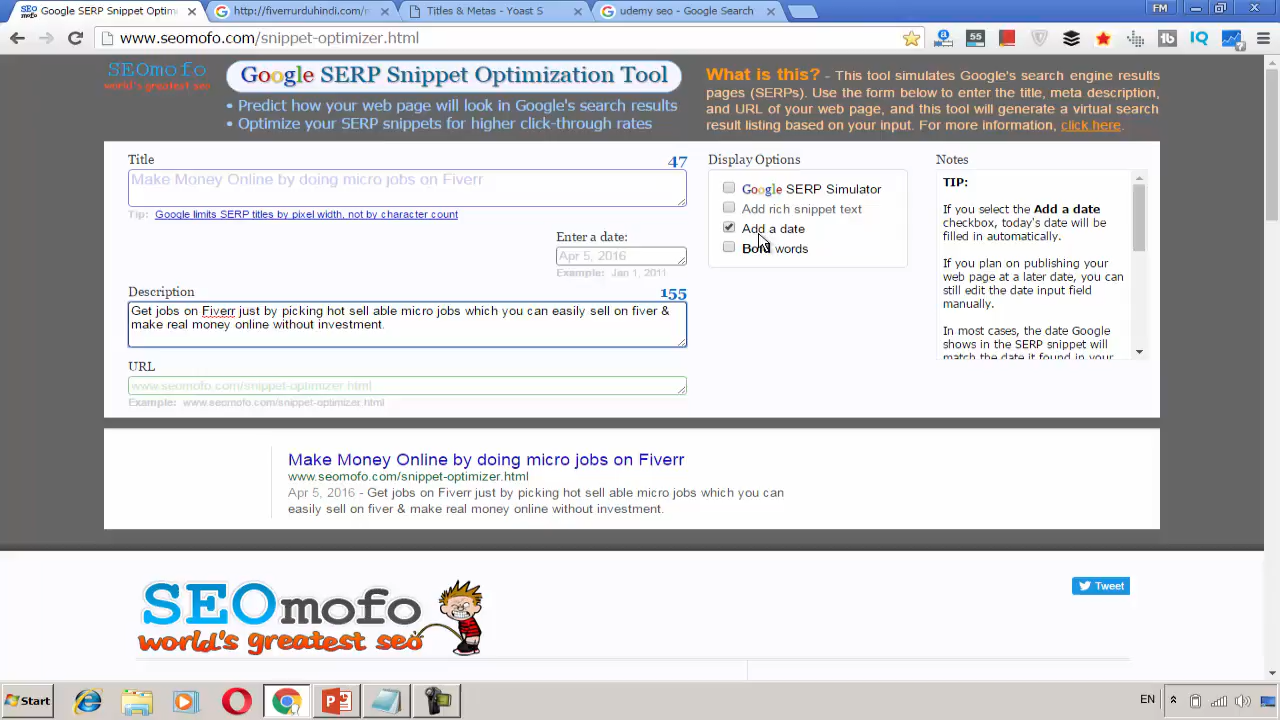 Google SERP Snippet Optim
http://fiverrurduhindi.com/
Titles & Metas - Yoast S
udemy seo - Google Search
FM
www.seomofo.com/snippet-optimizer.html
55
IQ
SEOmofo
world's greatest seo
Google SERP Snippet Optimization Tool
• Predict how your web page will look in Google's search results
• Optimize your SERP snippets for higher click-through rates
What is this? - This tool simulates Google's search engine results
pages (SERPs). Use the form below to enter the title, meta description,
and URL of your web page, and this tool will generate a virtual search
result listing based on your input. For more information, click here.
Title
47
Make Money Online by doing micro jobs on Fiverr
Tip: Google limits SERP titles by pixel width, not by character count
Enter a date:
Apr 5, 2016
Example: Jan 1, 2011
Description
155
Get jobs on Fiverr just by picking hot sell able micro jobs which you can easily sell on fiver &
make real money online without investment.
URL
www.seomofo.com/snippet-optimizer.html
Example: www.seomofo.com/snippet-optimizer.html
Display Options
Google SERP Simulator
Add rich snippet text
Add a date
Bold words
Notes
TIP:
If you select the Add a date
checkbox, today's date will be
filled in automatically.
If you plan on publishing your
web page at a later date, you can
still edit the date input field
manually.
In most cases, the date Google
shows in the SERP snippet will
match the date it found in your
Make Money Online by doing micro jobs on Fiverr
www.seomofo.com/snippet-optimizer.html
Apr 5, 2016 - Get jobs on Fiverr just by picking hot sell able micro jobs which you can
easily sell on fiver & make real money online without investment.
SEOmofo
world's greatest seo
Tweet
Start
EN